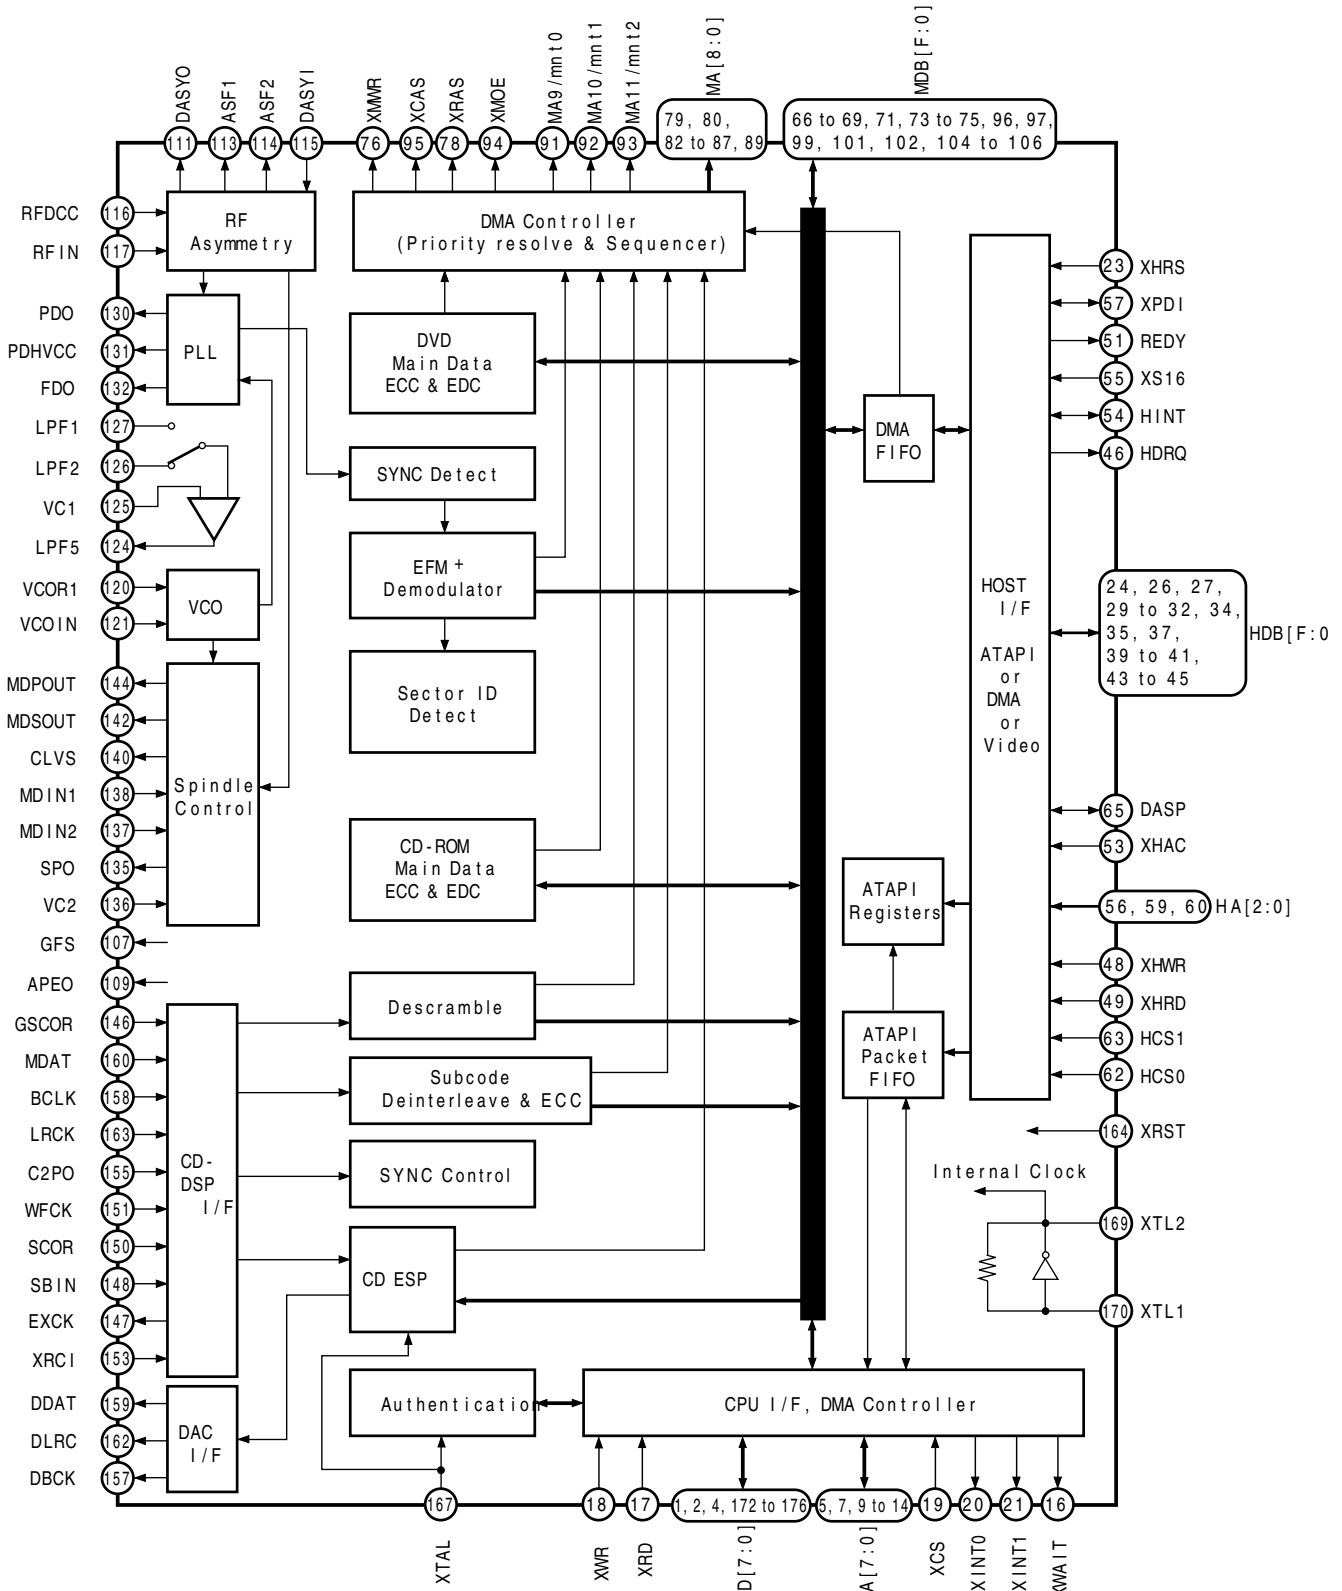 DASYO
ASF1
ASF2
DASYI
XMWR
XCAS
XRAS
XMOE
MA9/mnt0
MA10/mnt1
MA11/mnt2
MA[8:0]
MDB[F:0]
111
113
114
115
76
95
78
94
91
92
93
79, 80,
82 to 87, 89
66 to 69, 71, 73 to 75, 96, 97,
99, 101, 102, 104 to 106
RFDCC 116
RFIN 117
RF
Asymmetry
DMA Controller
(Priority resolve & Sequencer)
PDO 130
PDHVCC 131
FDO 132
PLL
DVD
Main Data
ECC & EDC
DMA
FIFO
LPF1 127
LPF2 126
VC1 125
LPF5 124
SYNC Detect
EFM +
Demodulator
VCOR1 120
VCOIN 121
VCO
Sector ID
Detect
MDPOUT 144
MDSOUT 142
CLVS 140
MDIN1 138
MDIN2 137
SPO 135
VC2 136
Spindle
Control
GFS 107
APEO 109
CD-ROM
Main Data
ECC & EDC
Descramble
Subcode
Deinterleave & ECC
SYNC Control
CD ESP
GSCOR 146
MDAT 160
BCLK 158
LRCK 163
C2PO 155
WFCK 151
SCOR 150
SBIN 148
EXCK 147
XRCI 153
CD-
DSP
I/F
DDAT 159
DLRC 162
DBCK 157
DAC
I/F
Authentication
CPU I/F, DMA Controller
HOST
I/F
ATAPI
or
DMA
or
Video
ATAPI
Registers
ATAPI
Packet
FIFO
23 XHRS
57 XPDI
51 REDY
55 XS16
54 HINT
46 HDRQ
24, 26, 27,
29 to 32, 34,
35, 37,
39 to 41,
43 to 45
HDB[F:0
65 DASP
53 XHAC
56, 59, 60 HA[2:0]
48 XHWR
49 XHRD
63 HCS1
62 HCS0
164 XRST
Internal Clock
169 XTL2
170 XTL1
167
18
17
1, 2, 4, 172 to 176
5, 7, 9 to 14
19
20
21
16
XTAL
XWR
XRD
D[7:0]
A[7:0]
XCS
XINT0
XINT1
XWAIT